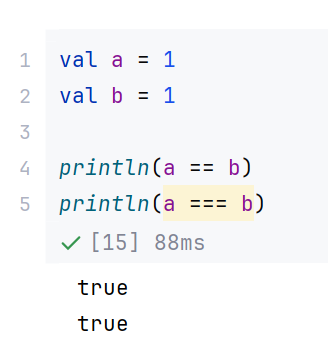 1 val a = 1
2 val b = 1
3
4 println(a == b)
5 println(a === b)
[15] 88ms
true
true